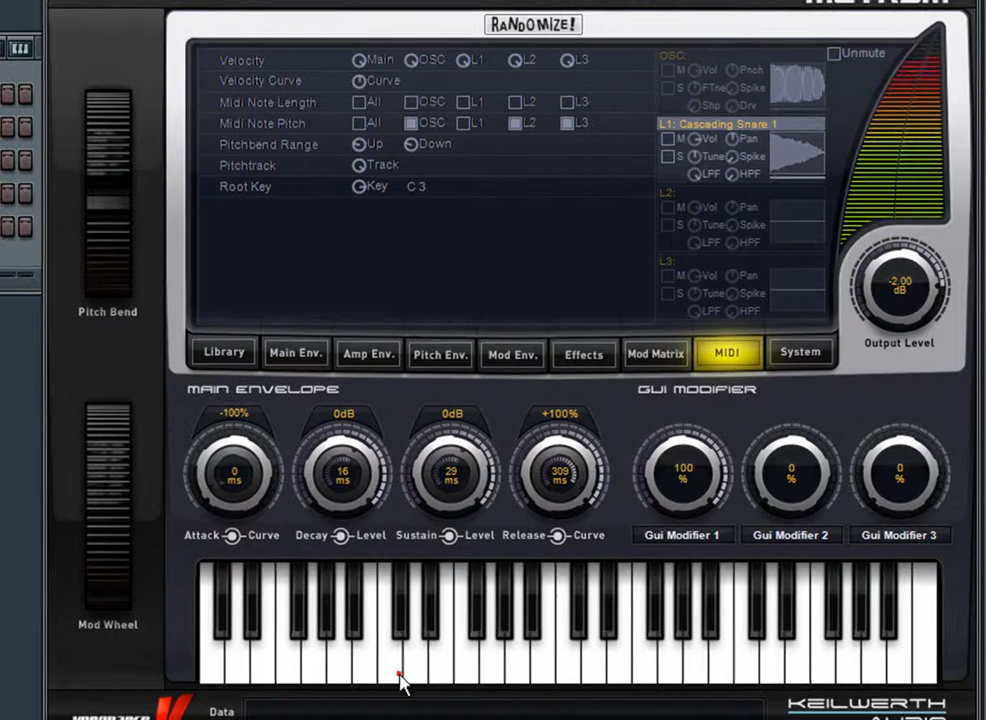 RANDOMIZE!
Velocity Main OSC L1 L2 L3
Velocity Curve Curve
Midi Note Length All OSC L1 L2 L3
Midi Note Pitch All OSC L1 L2 L3
Pitchbend Range Up Down
Pitchtrack Track
Root Key Key C 3
OSC:
M Vol Pnch
S FTne Spike
Shp Drv
Unmute
L1: Cascading Snare 1
M Vol Pan
S Tune Spike
LPF HPF
L2:
M Vol Pan
S Tune Spike
LPF HPF
L3:
M Vol Pan
S Tune Spike
LPF HPF
-2.00
dB
Output Level
Pitch Bend
Library Main Env. Amp Env. Pitch Env. Mod Env. Effects Mod Matrix MIDI System
MAIN ENVELOPE GUI MODIFIER
-100% 0dB 0dB +100%
0 ms 16 ms 29 ms 309 ms 100 % 0 % 0 %
Attack Curve Decay Level Sustain Level Release Curve Gui Modifier 1 Gui Modifier 2 Gui Modifier 3
Mod Wheel
Data
KEILWERTH
AUDIO